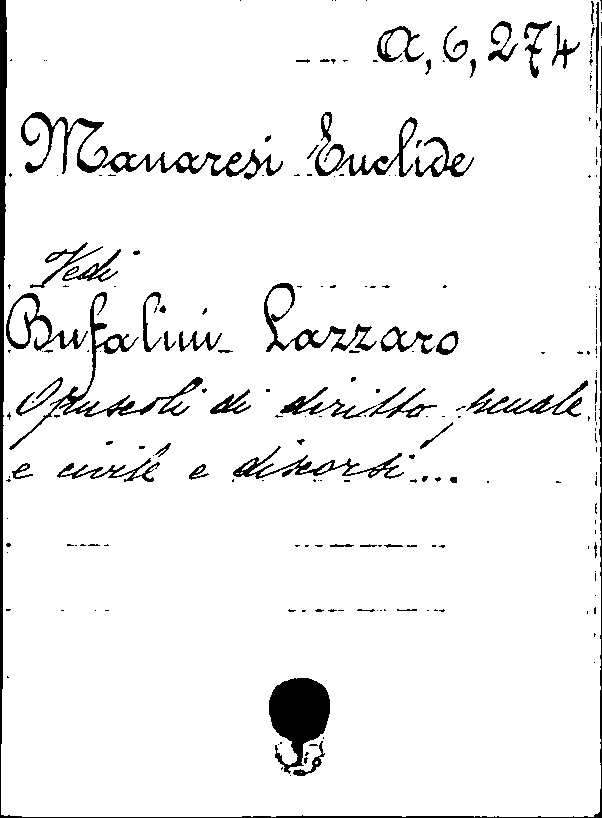 A, 6, 274
Manaresi Euclide
Vedi
Bufalini Lazzaro
Opuscoli di diritto penale
e civile e discorsi...